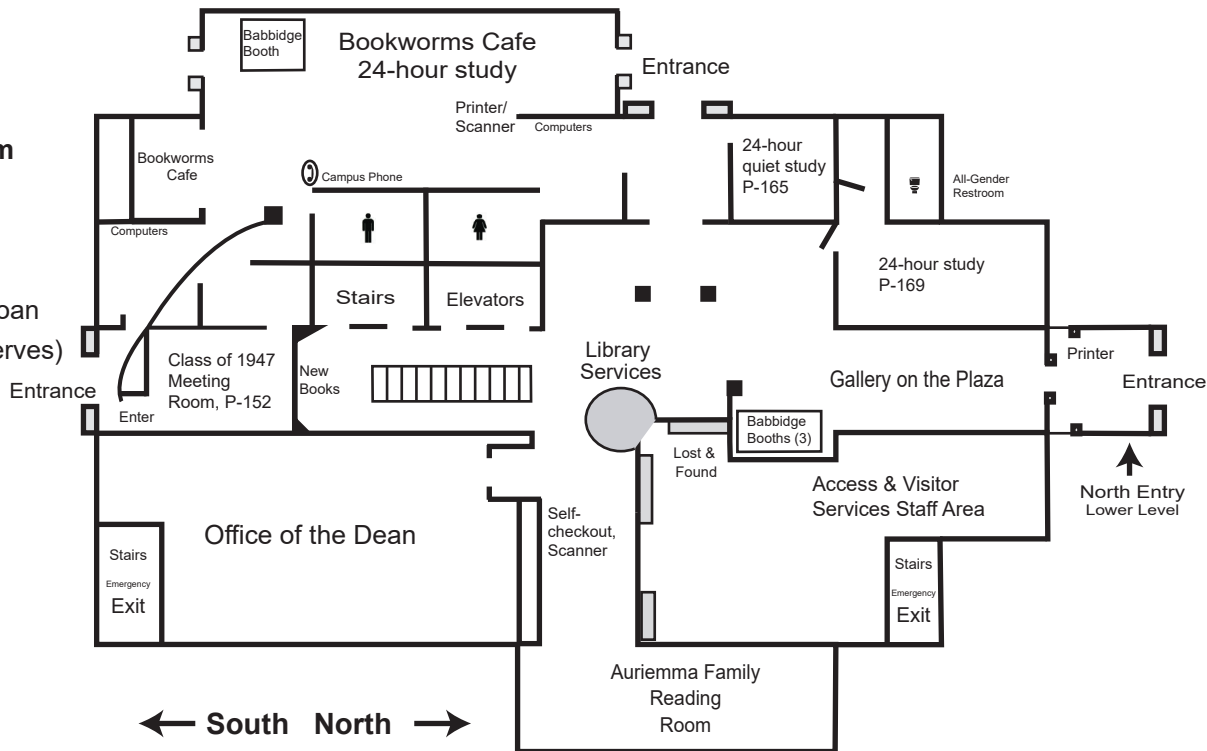 m
oan
erves)
Babbidge
Booth
Bookworms Cafe
24-hour study
Entrance
Printer/
Scanner
Computers
Bookworms
Cafe
Campus Phone
24-hour
quiet study
P-165
All-Gender
Restroom
Computers
24-hour study
P-169
Stairs
Elevators
Library
Services
Class of 1947
Meeting
Room, P-152
New
Books
Entrance
Enter
Gallery on the Plaza
Printer
Entrance
Babbidge
Booths (3)
Lost &
Found
Access & Visitor
Services Staff Area
North Entry
Lower Level
Office of the Dean
Self-
checkout,
Scanner
Stairs
Emergency
Exit
Stairs
Emergency
Exit
Auriemma Family
Reading
Room
South North